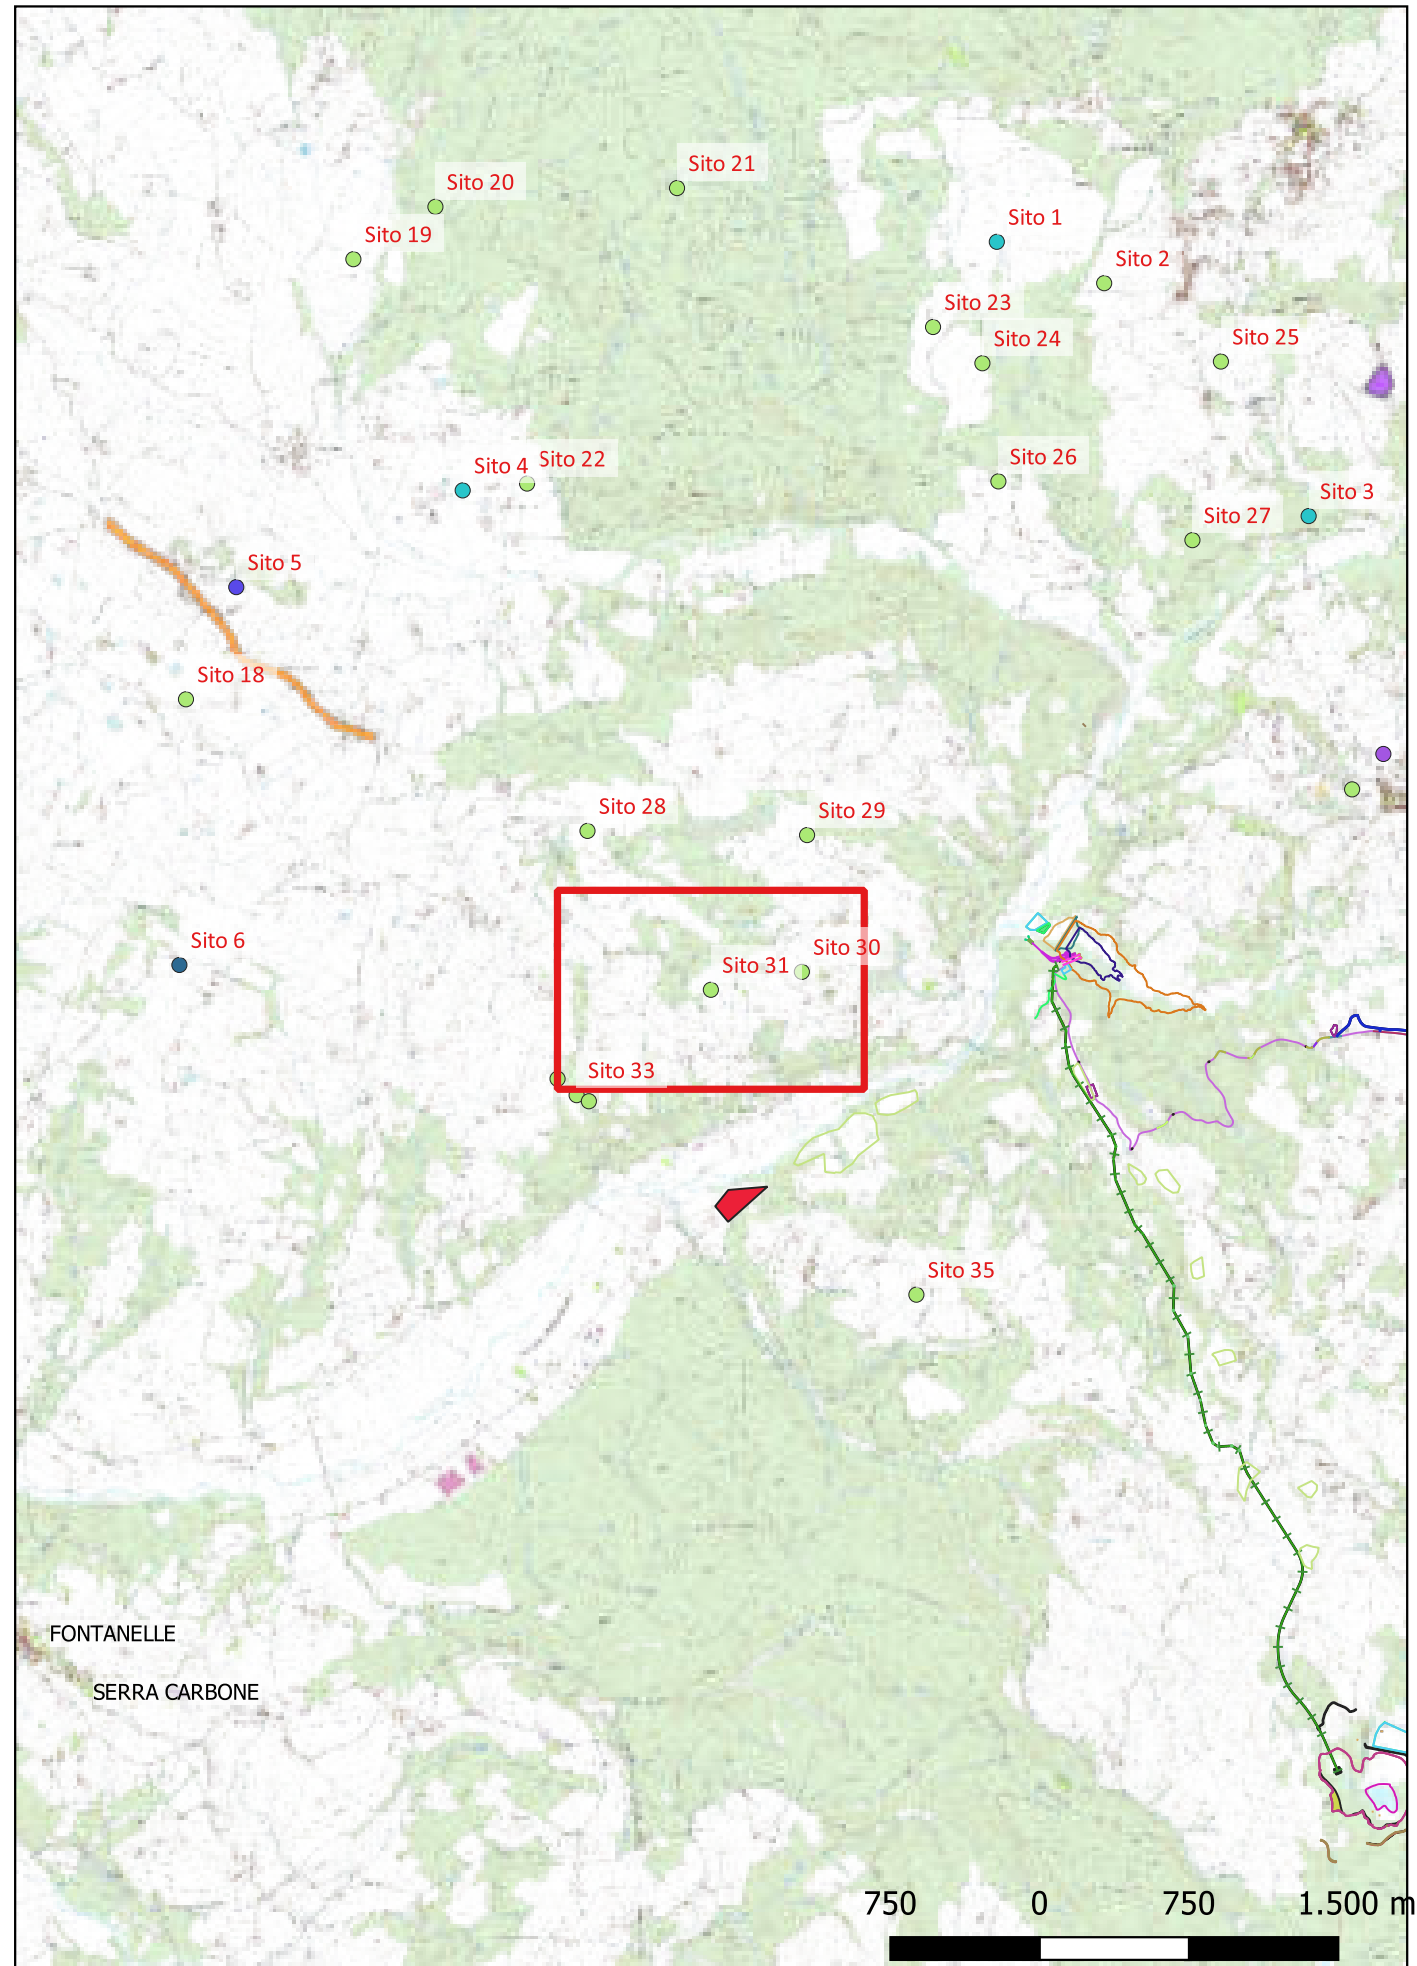 Sito 21
Sito 20
Sito 1
Sito 19
Sito 2
Sito 23
Sito 24
Sito 25
Sito 26
Sito 4
Sito 22
Sito 3
Sito 27
Sito 5
Sito 18
Sito 28
Sito 29
Sito 6
Sito 30
Sito 31
Sito 33
Sito 35
FONTANELLE
SERRA CARBONE
750 0 750 1.500 m